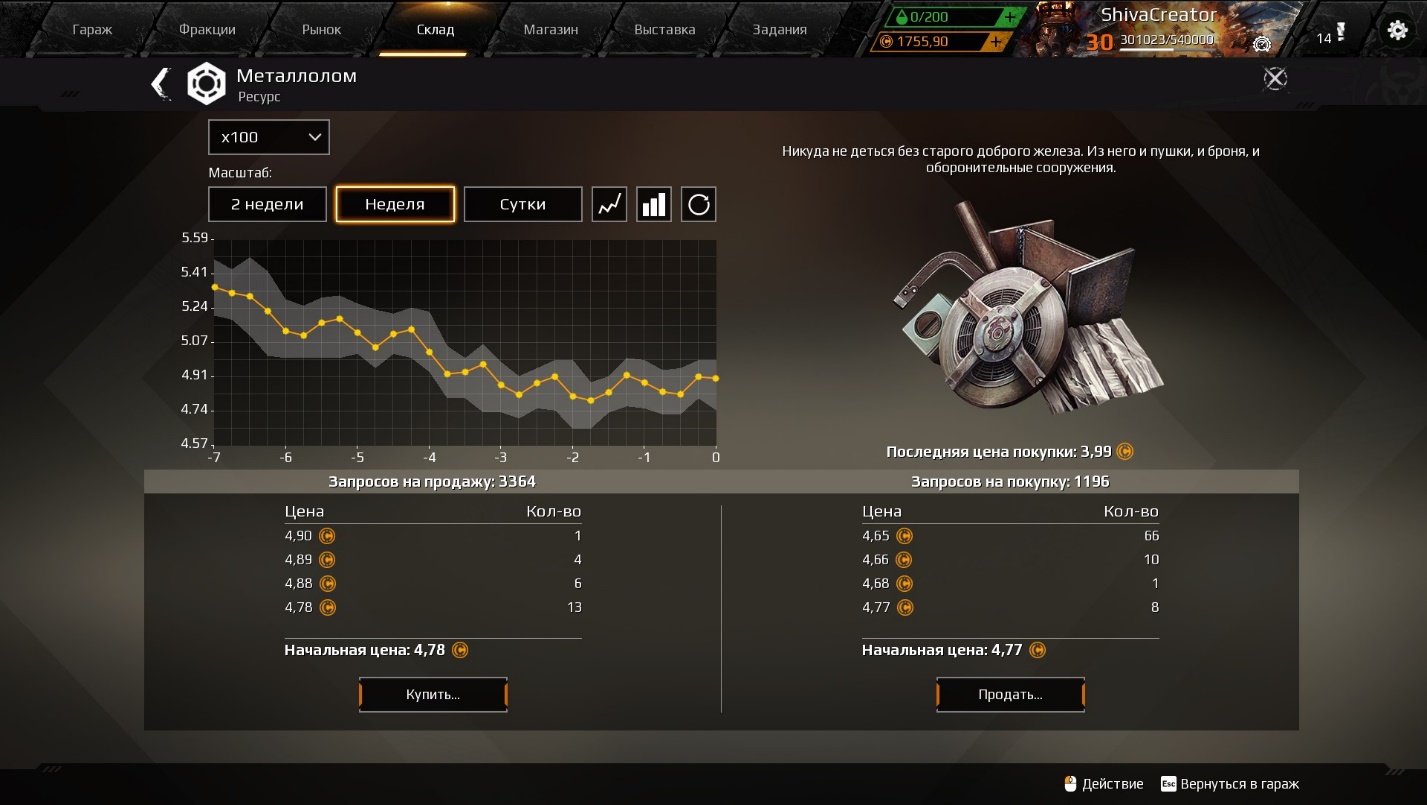 Гараж
Фракции
Рынок
Склад
Магазин
Выставка
Задания
0/200
1755,90
ShivaCreator
30 301023/540000
14
Металлолом
Ресурс
x100
Масштаб:
2 недели
Неделя
Сутки
Никуда не деться без старого доброго железа. Из него и пушки, и броня, и
оборонительные сооружения.
5.59
5.41
5.24
5.07
4.91
4.74
4.57
-7 -6 -5 -4 -3 -2 -1 0
Последняя цена покупки: 3,99
Запросов на продажу: 3364
Цена Кол-во
4,90 1
4,89 4
4,88 6
4,78 13
Начальная цена: 4,78
Купить...
Запросов на покупку: 1196
Цена Кол-во
4,65 66
4,66 10
4,68 1
4,77 8
Начальная цена: 4,77
Продать...
Действие
Esc Вернуться в гараж